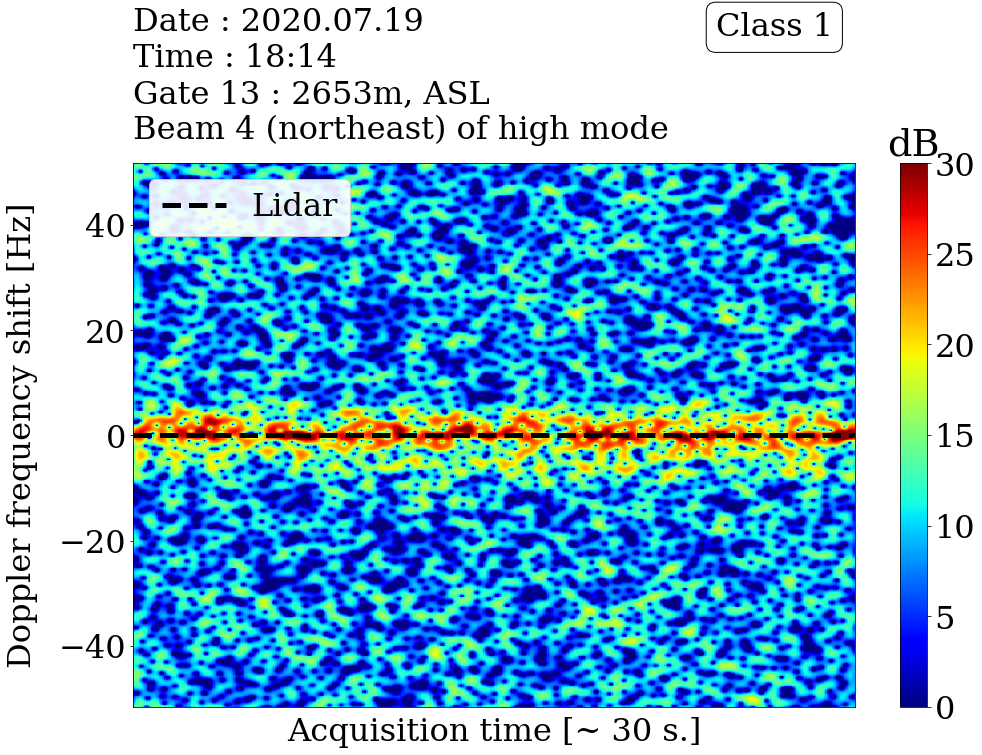 Date : 2020.07.19
Time : 18:14
Gate 13 : 2653m, ASL
Beam 4 (northeast) of high mode
Class 1
dB
Lidar
Doppler frequency shift [Hz]
40
20
0
−20
−40
Acquisition time [~ 30 s.]
30
25
20
15
10
5
0